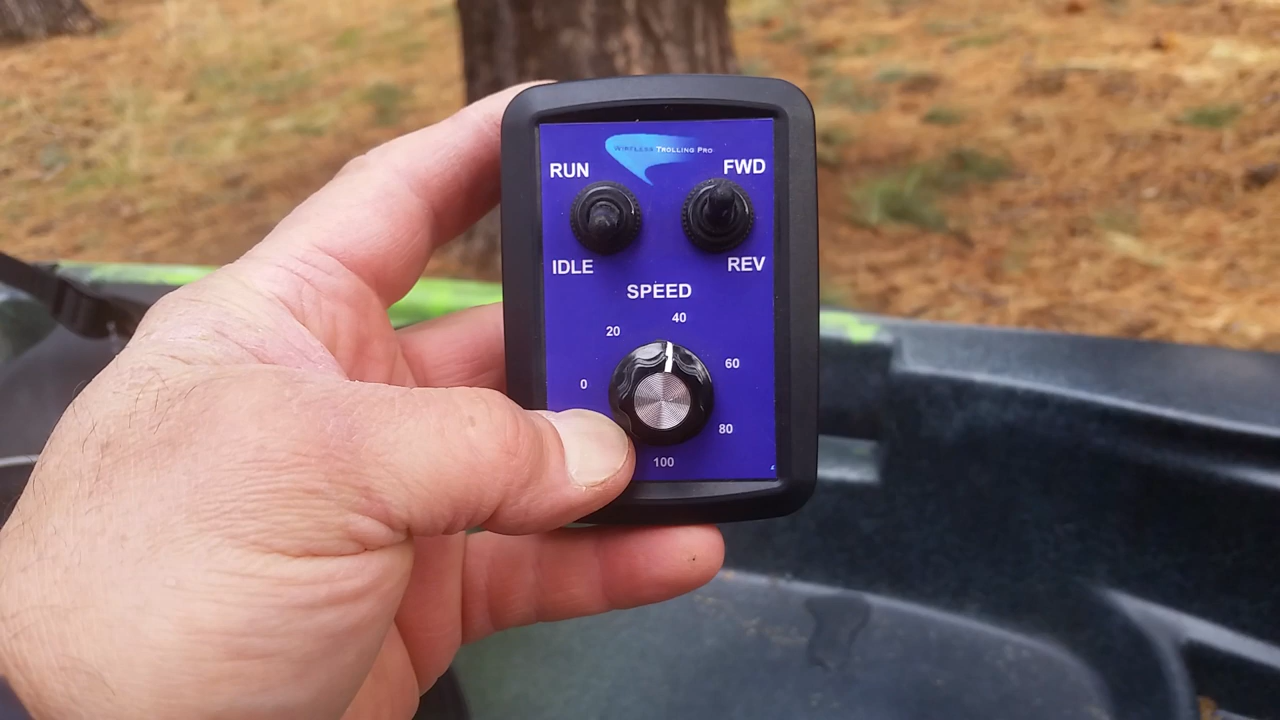 WIRELESS TROLLING PRO
RUN
FWD
IDLE
REV
SPEED
40
20
60
0
80
100